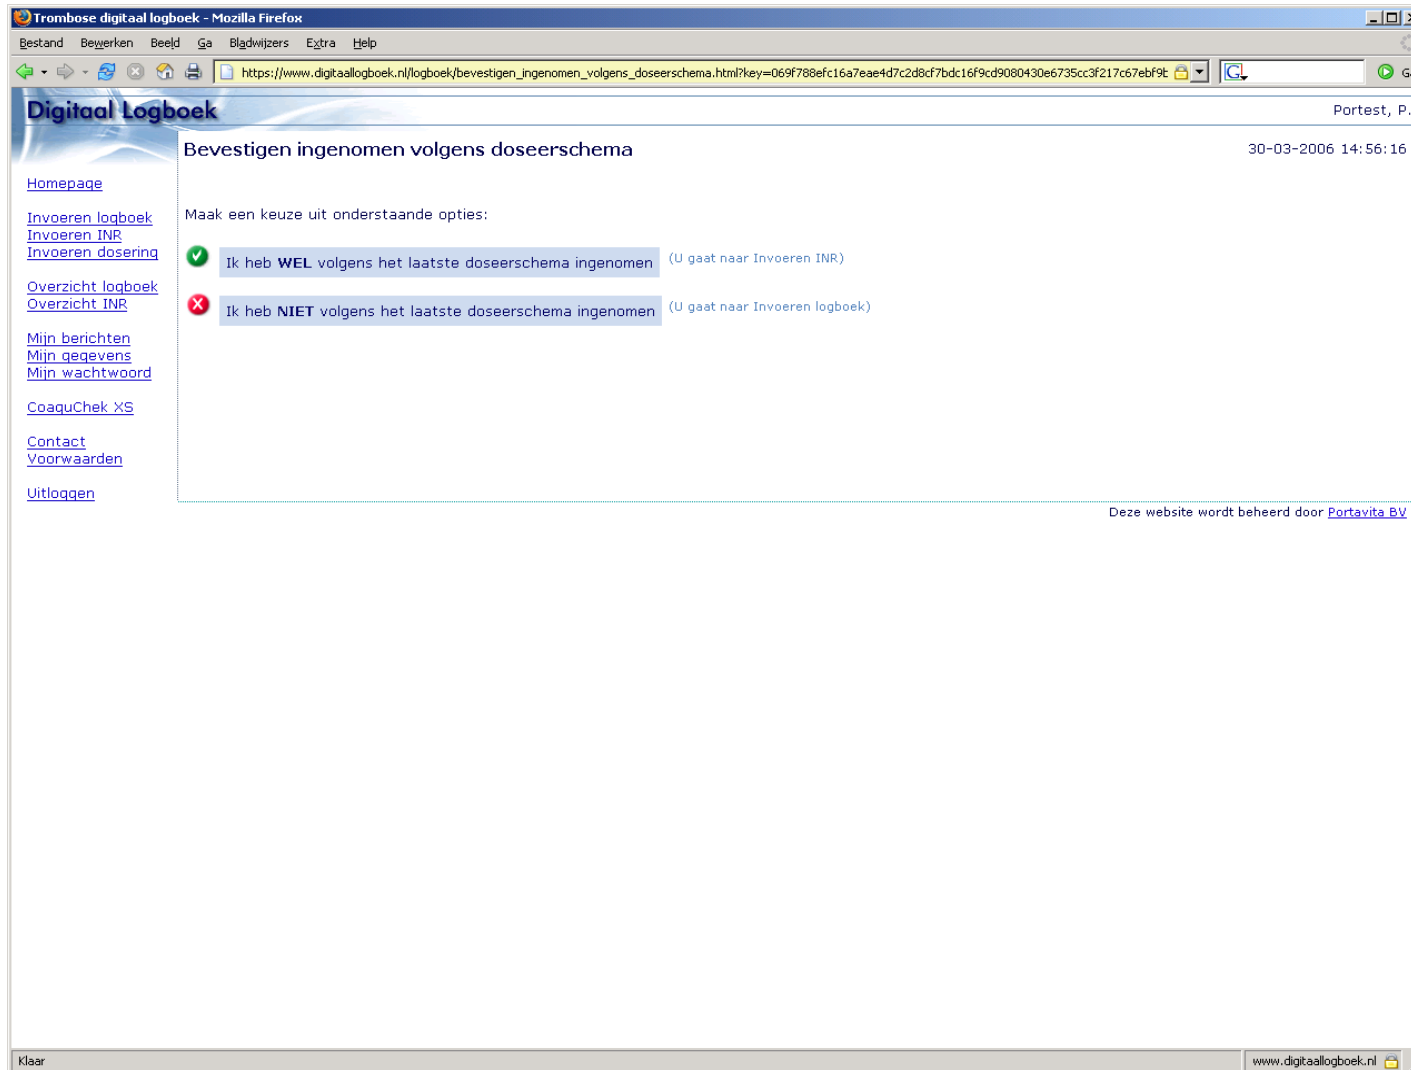 Trombose digitaal logboek - Mozilla Firefox
Bestand Bewerken Beeld Ga Bladwijzers Extra Help
https://www.digitaallogboek.nl/logboek/bevestigen_ingenomen_volgens_doseerschema.html?key=069f788efc16a7eae4d7c2d8cf7bdc16f9cd9080430e6735cc3f217c67ebf9b
Digitaal Logboek
Portest, P.
Bevestigen ingenomen volgens doseerschema
30-03-2006 14:56:16
Homepage
Invoeren logboek
Invoeren INR
Invoeren dosering
Overzicht logboek
Overzicht INR
Mijn berichten
Mijn gegevens
Mijn wachtwoord
CoaguChek XS
Contact
Voorwaarden
Uitloggen
Maak een keuze uit onderstaande opties:
Ik heb WEL volgens het laatste doseerschema ingenomen (U gaat naar Invoeren INR)
Ik heb NIET volgens het laatste doseerschema ingenomen (U gaat naar Invoeren logboek)
Deze website wordt beheerd door Portavita BV
Klaar
www.digitaallogboek.nl